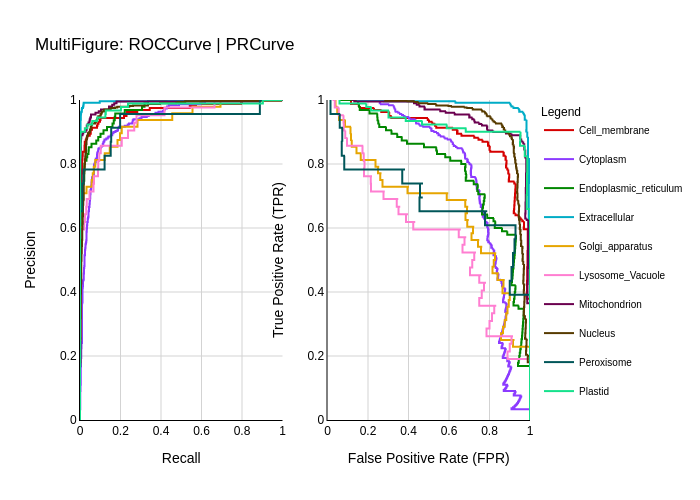 MultiFigure: ROCCurve | PRCurve
Precision
1
0.8
0.6
0.4
0.2
0
0
0.2
0.4
0.6
0.8
1
Recall
True Positive Rate (TPR)
1
0.8
0.6
0.4
0.2
0
0
0.2
0.4
0.6
0.8
1
False Positive Rate (FPR)
Legend
Cell_membrane
Cytoplasm
Endoplasmic_reticulum
Extracellular
Golgi_apparatus
Lysosome_Vacuole
Mitochondrion
Nucleus
Peroxisome
Plastid